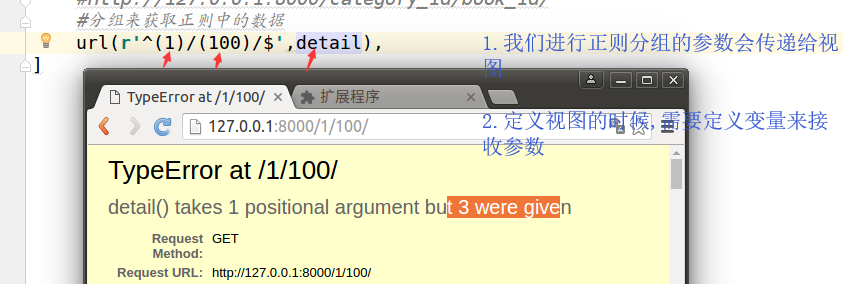 #http://127.0.0.1:8000/category_id/book_id/
#分组来获取正则中的数据
url(r'^(1)/(100)/$',detail),
]
1.我们进行正则分组的参数会传递给视
图
2.定义视图的时候,需要定义变量来接
收参数
TypeError at /1/100/
扩展程序
127.0.0.1:8000/1/100/
TypeError at /1/100/
detail() takes 1 positional argument but 3 were given
Request
Method:
GET
Request URL:
http://127.0.0.1:8000/1/100/